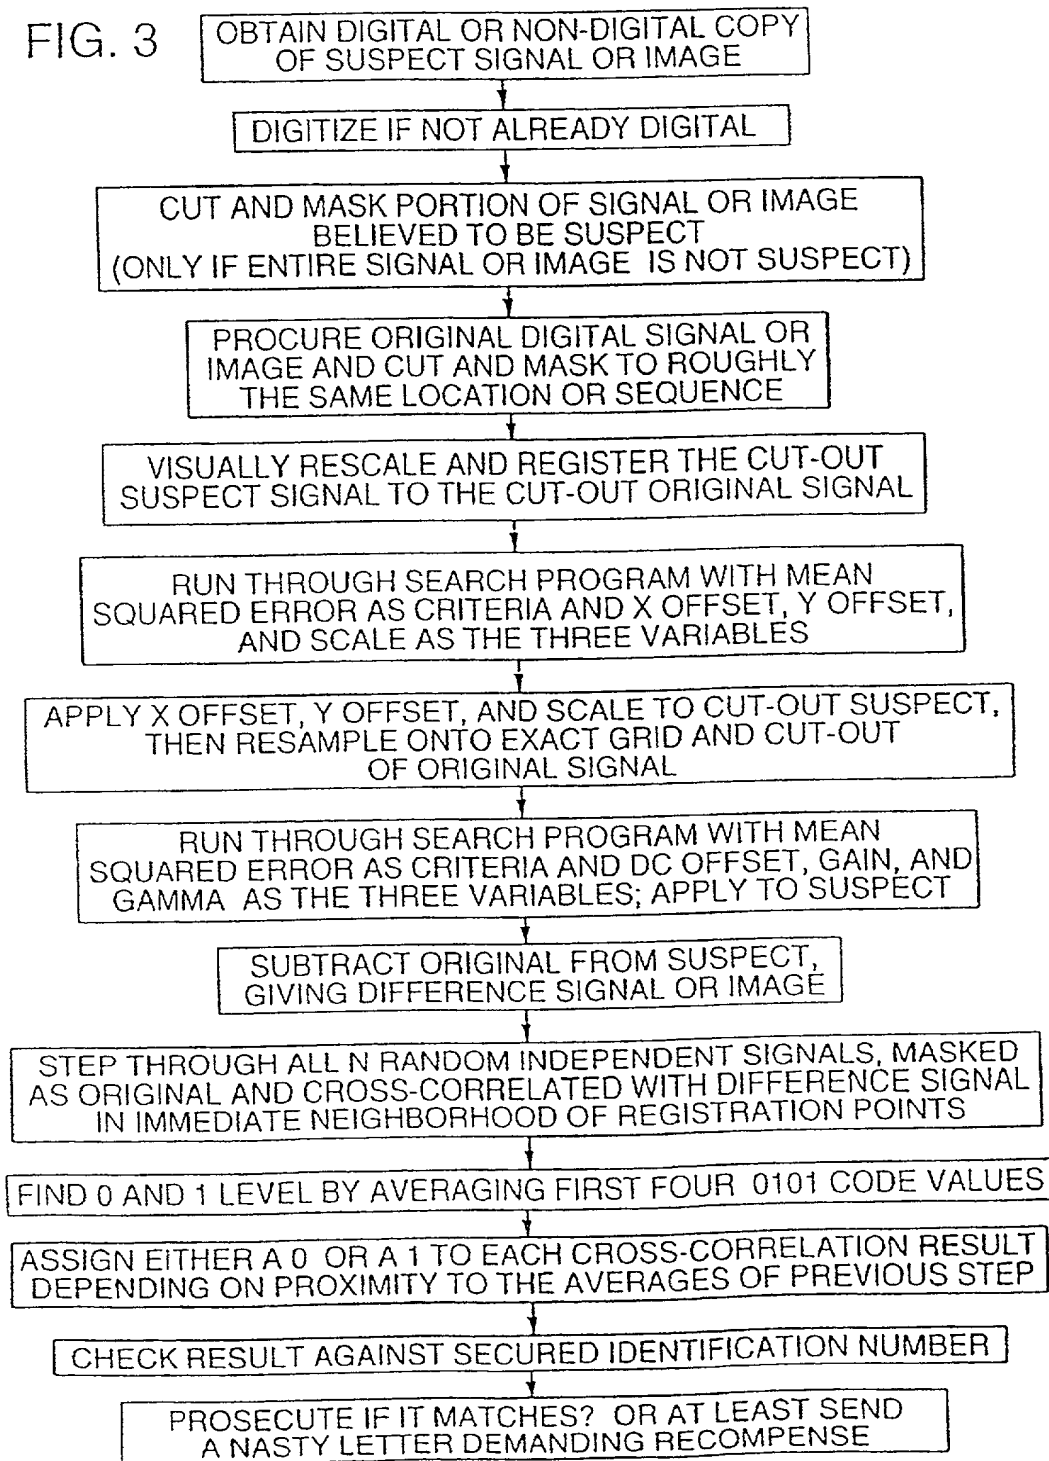 FIG. 3
OBTAIN DIGITAL OR NON-DIGITAL COPY
OF SUSPECT SIGNAL OR IMAGE
DIGITIZE IF NOT ALREADY DIGITAL
CUT AND MASK PORTION OF SIGNAL OR IMAGE
BELIEVED TO BE SUSPECT
(ONLY IF ENTIRE SIGNAL OR IMAGE IS NOT SUSPECT)
PROCURE ORIGINAL DIGITAL SIGNAL OR
IMAGE AND CUT AND MASK TO ROUGHLY
THE SAME LOCATION OR SEQUENCE
VISUALLY RESCALE AND REGISTER THE CUT-OUT
SUSPECT SIGNAL TO THE CUT-OUT ORIGINAL SIGNAL
RUN THROUGH SEARCH PROGRAM WITH MEAN
SQUARED ERROR AS CRITERIA AND X OFFSET, Y OFFSET,
AND SCALE AS THE THREE VARIABLES
APPLY X OFFSET, Y OFFSET, AND SCALE TO CUT-OUT SUSPECT,
THEN RESAMPLE ONTO EXACT GRID AND CUT-OUT
OF ORIGINAL SIGNAL
RUN THROUGH SEARCH PROGRAM WITH MEAN
SQUARED ERROR AS CRITERIA AND DC OFFSET, GAIN, AND
GAMMA AS THE THREE VARIABLES; APPLY TO SUSPECT
SUBTRACT ORIGINAL FROM SUSPECT,
GIVING DIFFERENCE SIGNAL OR IMAGE
STEP THROUGH ALL N RANDOM INDEPENDENT SIGNALS, MASKED
AS ORIGINAL AND CROSS-CORRELATED WITH DIFFERENCE SIGNAL
IN IMMEDIATE NEIGHBORHOOD OF REGISTRATION POINTS
FIND 0 AND 1 LEVEL BY AVERAGING FIRST FOUR 0101 CODE VALUES
ASSIGN EITHER A 0 OR A 1 TO EACH CROSS-CORRELATION RESULT
DEPENDING ON PROXIMITY TO THE AVERAGES OF PREVIOUS STEP
CHECK RESULT AGAINST SECURED IDENTIFICATION NUMBER
PROSECUTE IF IT MATCHES? OR AT LEAST SEND
A NASTY LETTER DEMANDING RECOMPENSE